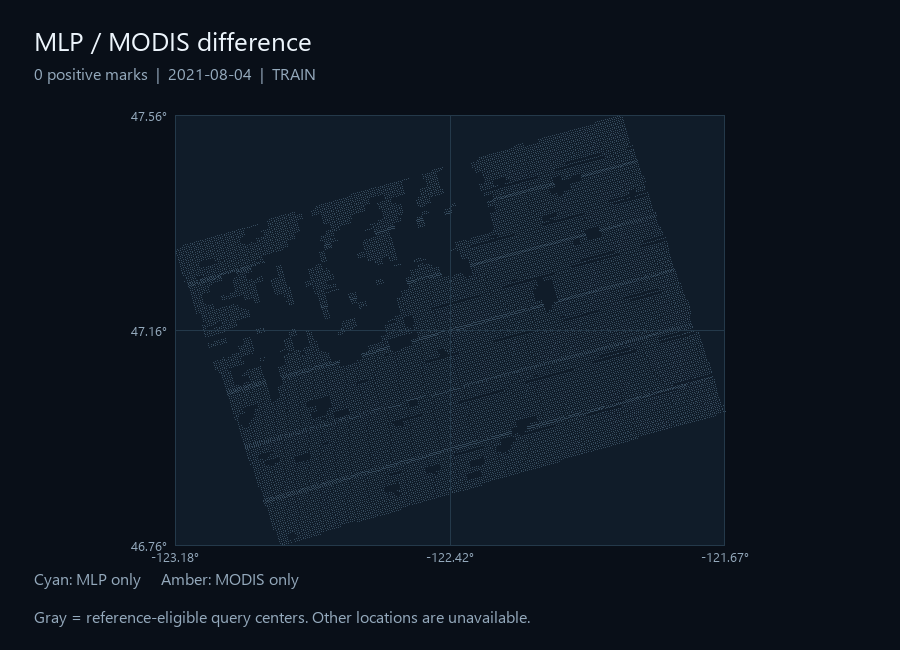 MLP / MODIS difference
0 positive marks | 2021-08-04 | TRAIN
47.56°
47.16°
46.76°
-123.18° -122.42° -121.67°
Cyan: MLP only Amber: MODIS only
Gray = reference-eligible query centers. Other locations are unavailable.